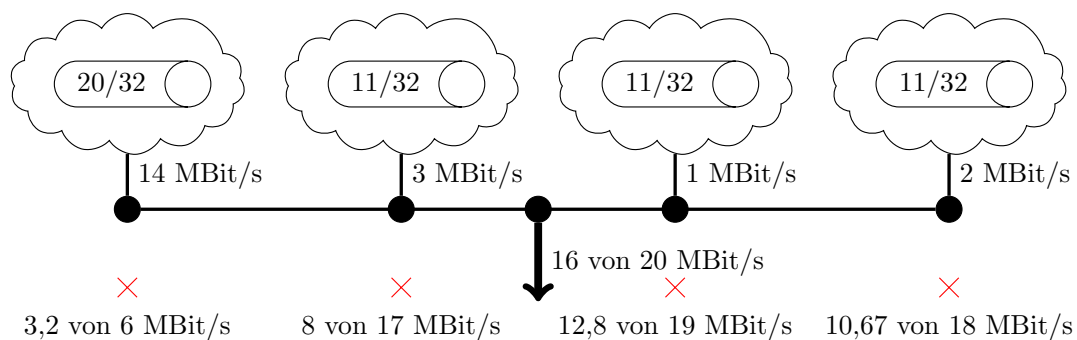 20/32 11/32 11/32 11/32
14 MBit/s 3 MBit/s 1 MBit/s 2 MBit/s
16 von 20 MBit/s
3,2 von 6 MBit/s 8 von 17 MBit/s 12,8 von 19 MBit/s 10,67 von 18 MBit/s